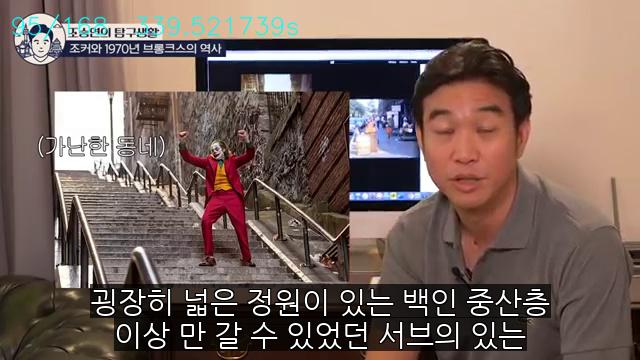 95/168  339.521739s
조승연의 탐구생활
조커와 1970년 브롱크스의 역사
(가난한 동네)
굉장히 넓은 정원이 있는 백인 중산층
이상 만 갈 수 있었던 서브의 있는